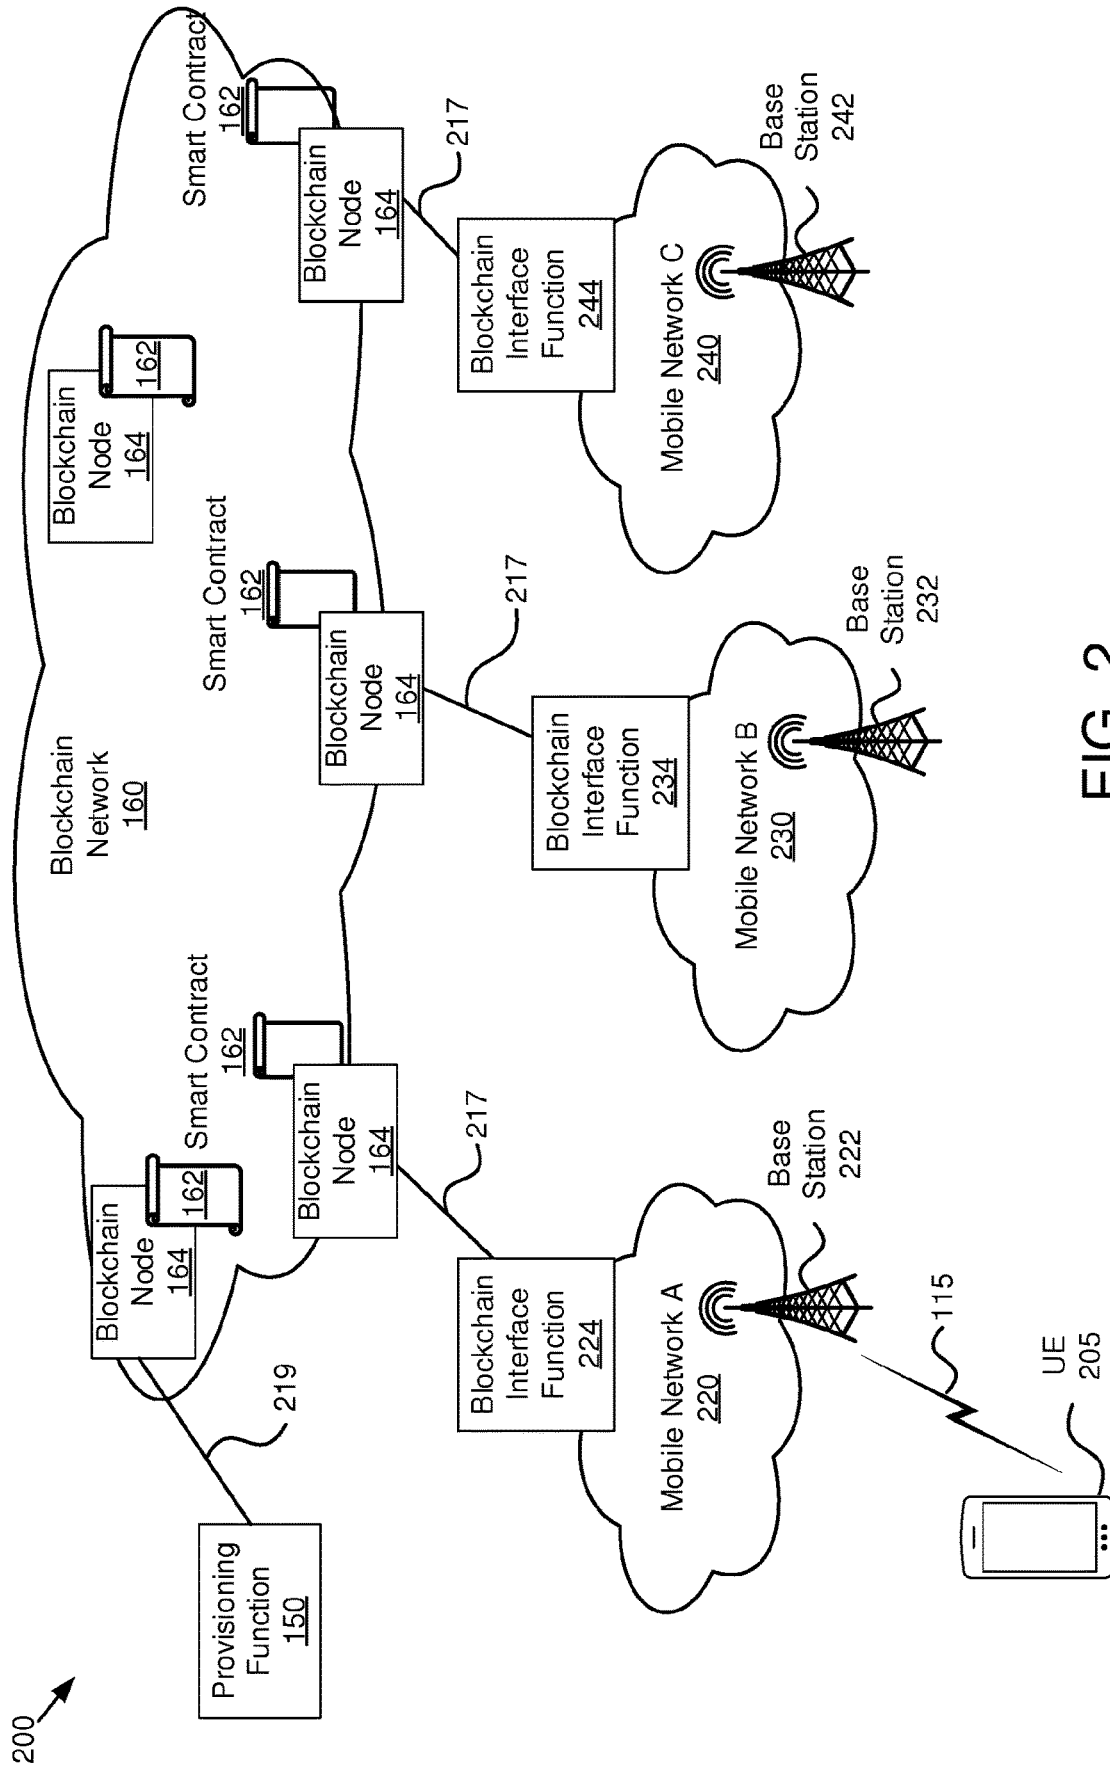 200
Provisioning
Function
150
219
Blockchain
Node
164
162
Smart Contract
162
Blockchain
Node
164
217
Blockchain
Interface
Function
224
Mobile Network A
220
Base
Station
222
115
UE
205
Blockchain
Network
160
Smart Contract
162
Blockchain
Node
164
217
Blockchain
Interface
Function
234
Mobile Network B
230
Base
Station
232
Blockchain
Node
164
162
Smart Contract
162
Blockchain
Node
164
217
Blockchain
Interface
Function
244
Mobile Network C
240
Base
Station
242
FIG. 2